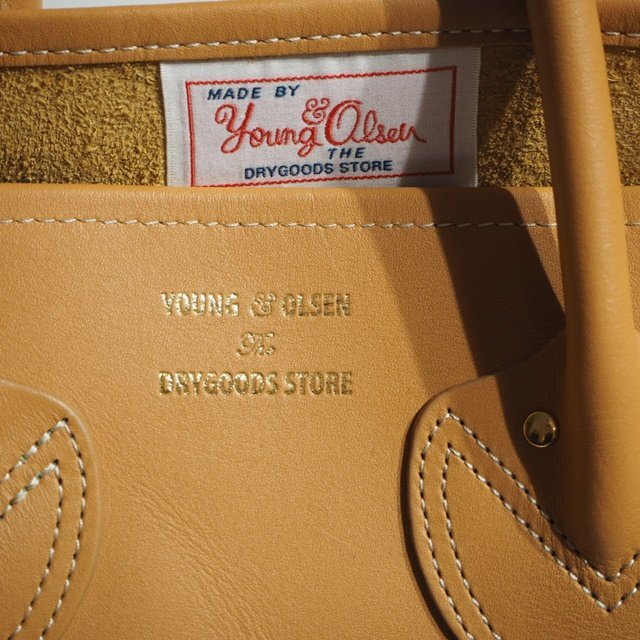 MADE BY
Young & Olsen
THE
DRYGOODS STORE
YOUNG & OLSEN
The
DRYGOODS STORE